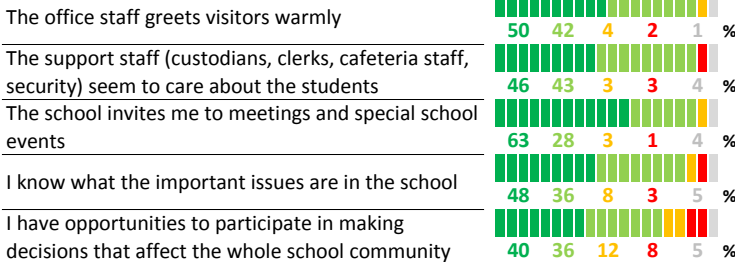 The office staff greets visitors warmly
50 42 4 2 1 %
The support staff (custodians, clerks, cafeteria staff,
security) seem to care about the students
46 43 3 3 4 %
The school invites me to meetings and special school
events
63 28 3 1 4 %
I know what the important issues are in the school
48 36 8 3 5 %
I have opportunities to participate in making
decisions that affect the whole school community
40 36 12 8 5 %